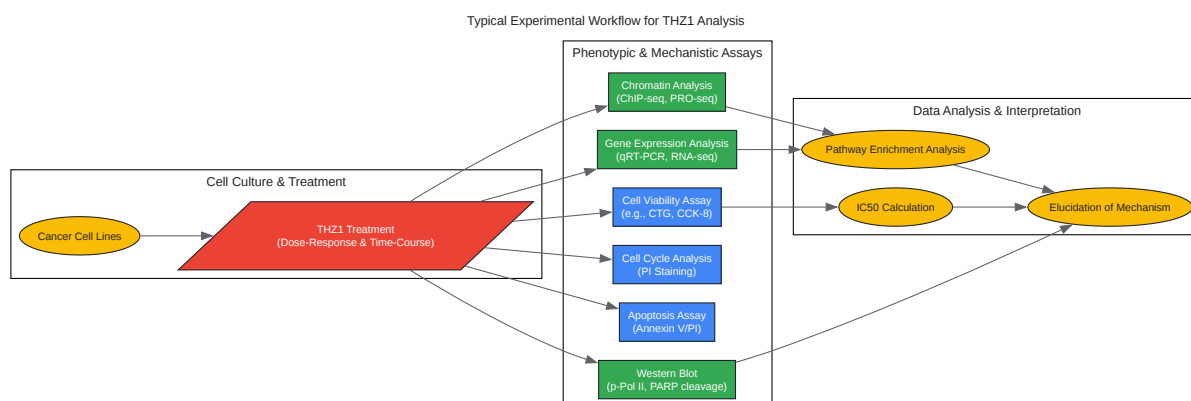 Typical Experimental Workflow for THZ1 Analysis
Cell Culture & Treatment
Cancer Cell Lines
THZ1 Treatment
(Dose-Response & Time-Course)
Phenotypic & Mechanistic Assays
Chromatin Analysis
(ChIP-seq, PRO-seq)
Gene Expression Analysis
(qRT-PCR, RNA-seq)
Cell Viability Assay
(e.g., CTG, CCK-8)
Cell Cycle Analysis
(PI Staining)
Apoptosis Assay
(Annexin V/PI)
Western Blot
(p-Pol II, PARP cleavage)
Data Analysis & Interpretation
Pathway Enrichment Analysis
IC50 Calculation
Elucidation of Mechanism